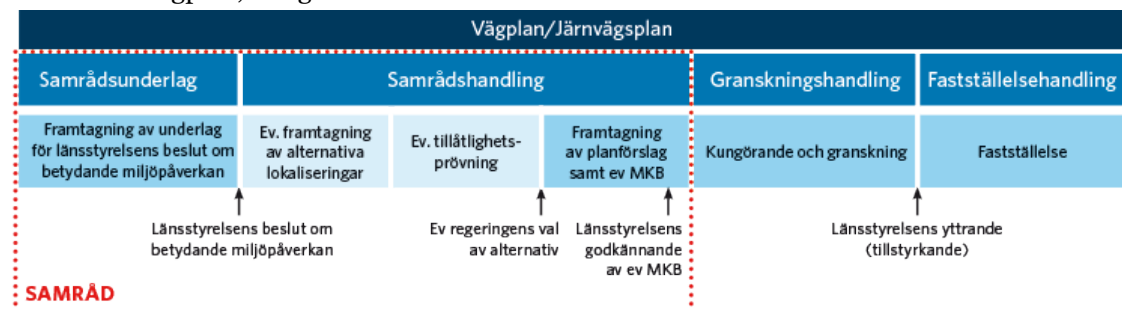 Vägplan/Järnvägsplan
Samrådsunderlag
Samrådshandling
Granskningshandling
Fastställsehandling
Framtagning av underlag
för länsstyrelsens beslut om
betydande miljöpåverkan
Ev. framtagning
av alternativa
lokaliseringar
Ev. tillåtlighets-
prövning
Framtagning
av planförslag
samt ev MKB
Kungörande och granskning
Fastställelse
Länsstyrelsens beslut om
betydande miljöpåverkan
Ev regeringens val
av alternativ
Länsstyrelsens
godkännande
av ev MKB
Länsstyrelsens yttrande
(tillstyrkande)
SAMRÅD